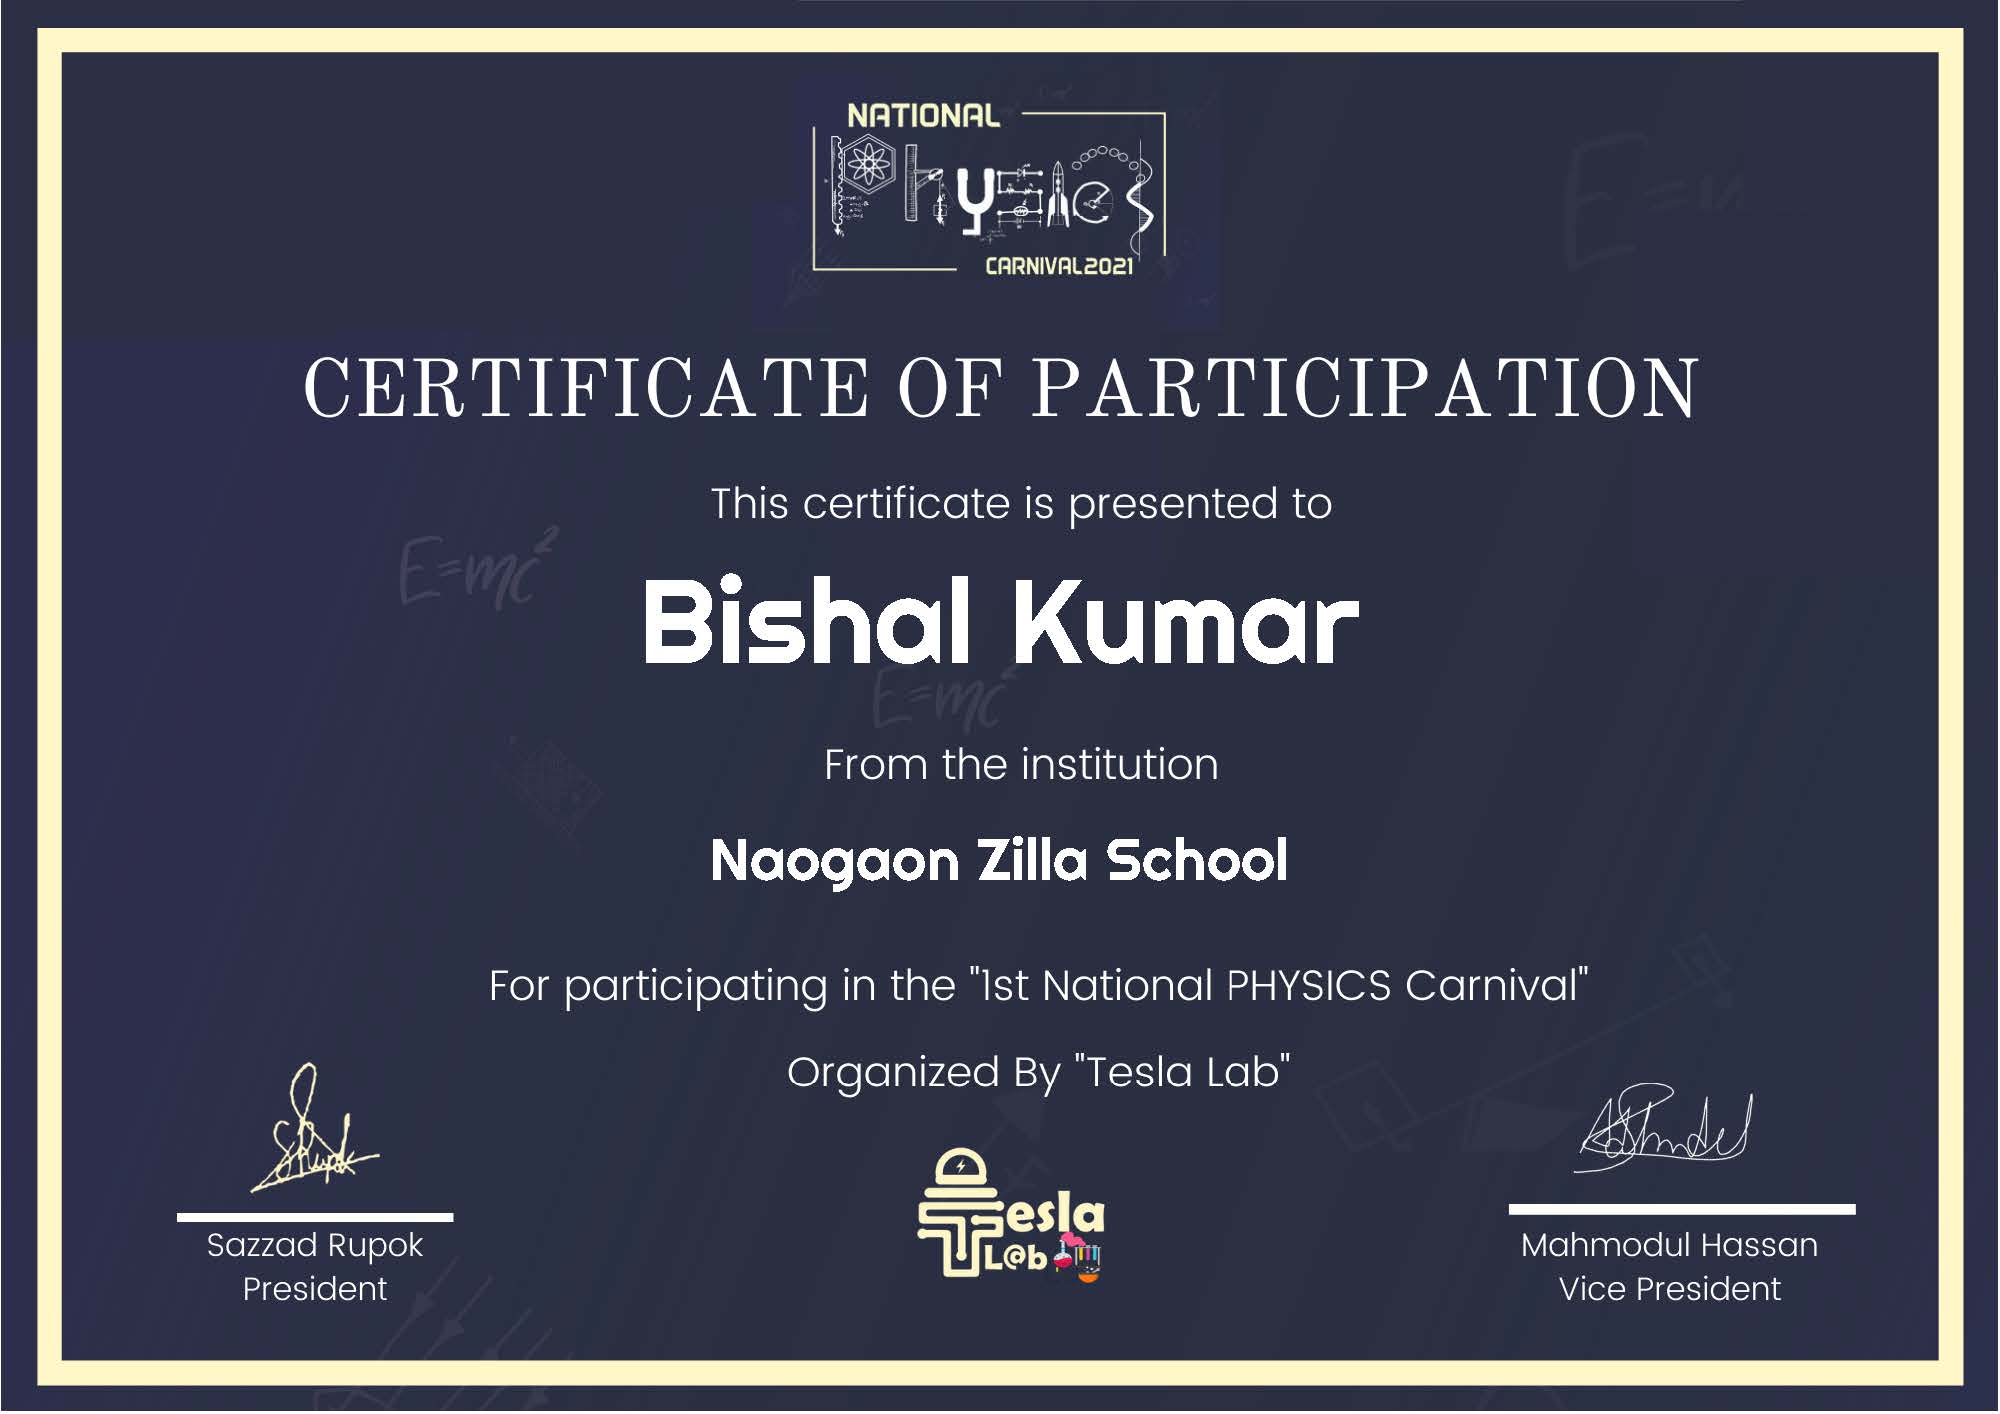 NATIONAL
Physics
CARNIVAL2021
CERTIFICATE OF PARTICIPATION
This certificate is presented to
E=mc²
Bishal Kumar
E=mc²
From the institution
Naogaon Zilla School
For participating in the "1st National PHYSICS Carnival"
Organized By "Tesla Lab"
Tesla
L@b
Sazzad Rupok
President
Mahmodul Hassan
Vice President